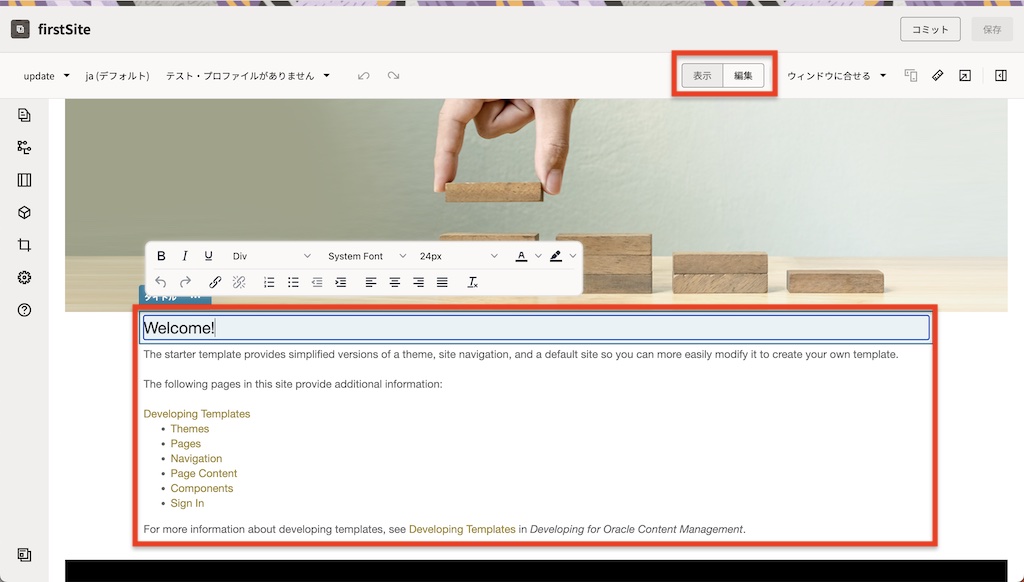 firstSite
コミット
保存
update
ja (デフォルト)
テスト・プロファイルがありません
表示
編集
ウィンドウに合せる
B I U Div System Font 24px A
タイトル
Welcome!
The starter template provides simplified versions of a theme, site navigation, and a default site so you can more easily modify it to create your own template.
The following pages in this site provide additional information:
Developing Templates
• Themes
• Pages
• Navigation
• Page Content
• Components
• Sign In
For more information about developing templates, see Developing Templates in Developing for Oracle Content Management.